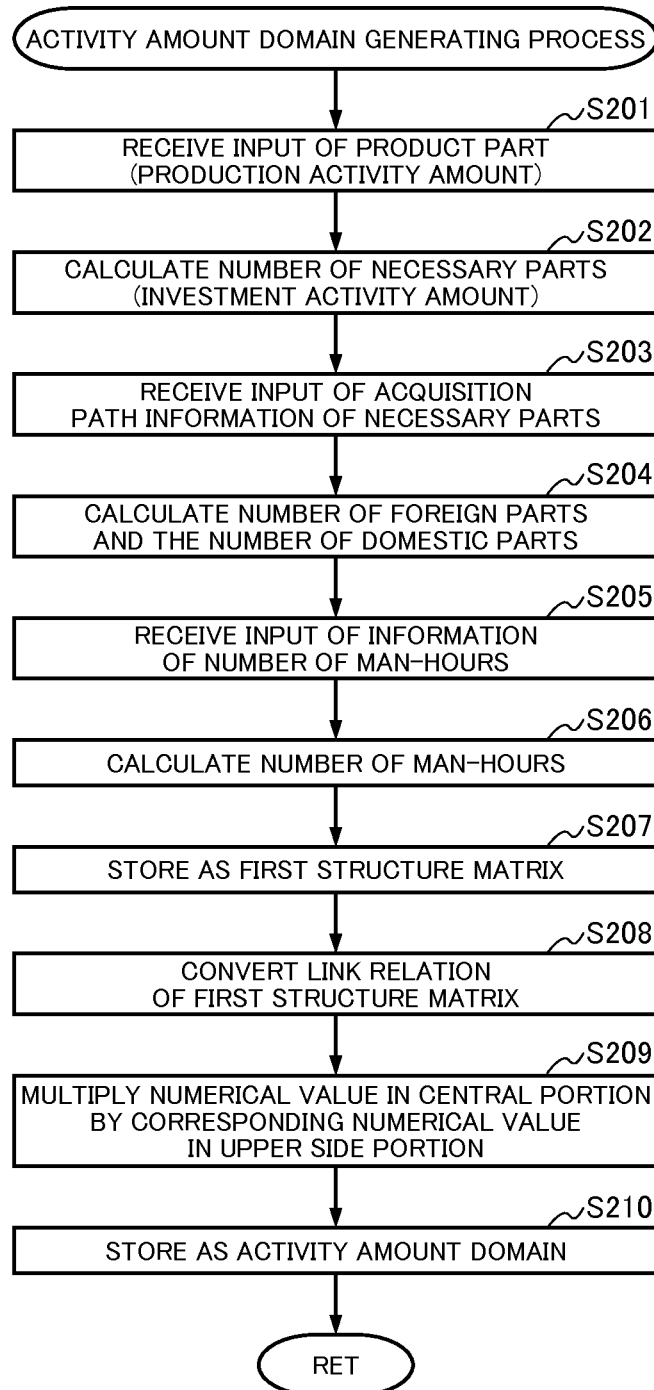 ACTIVITY AMOUNT DOMAIN GENERATING PROCESS
S201
RECEIVE INPUT OF PRODUCT PART
(PRODUCTION ACTIVITY AMOUNT)
S202
CALCULATE NUMBER OF NECESSARY PARTS
(INVESTMENT ACTIVITY AMOUNT)
S203
RECEIVE INPUT OF ACQUISITION
PATH INFORMATION OF NECESSARY PARTS
S204
CALCULATE NUMBER OF FOREIGN PARTS
AND THE NUMBER OF DOMESTIC PARTS
S205
RECEIVE INPUT OF INFORMATION
OF NUMBER OF MAN-HOURS
S206
CALCULATE NUMBER OF MAN-HOURS
S207
STORE AS FIRST STRUCTURE MATRIX
S208
CONVERT LINK RELATION
OF FIRST STRUCTURE MATRIX
S209
MULTIPLY NUMERICAL VALUE IN CENTRAL PORTION
BY CORRESPONDING NUMERICAL VALUE
IN UPPER SIDE PORTION
S210
STORE AS ACTIVITY AMOUNT DOMAIN
RET